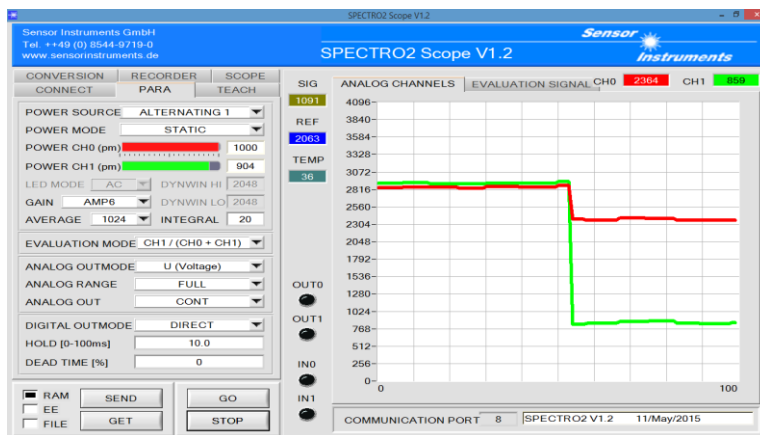 SPECTRO2 Scope V1.2
Sensor Instruments GmbH
Tel. ++49 (0) 8544-9719-0
www.sensorinstruments.de
SPECTRO2 Scope V1.2
Sensor
Instruments
CONVERSION RECORDER SCOPE
CONNECT PARA TEACH
POWER SOURCE ALTERNATING 1
POWER MODE STATIC
POWER CH0 (pm) 1000
POWER CH1 (pm) 904
LED MODE AC DYNWIN HI 2048
GAIN AMP6 DYNWIN LO 2048
AVERAGE 1024 INTEGRAL 20
EVALUATION MODE CH1 / (CH0 + CH1)
ANALOG OUTMODE U (Voltage)
ANALOG RANGE FULL
ANALOG OUT CONT
DIGITAL OUTMODE DIRECT
HOLD [0-100ms] 10.0
DEAD TIME [%] 0
RAM
EE
FILE
SEND GO
GET STOP
SIG
1091
REF
2063
TEMP
36
OUT0
OUT1
IN0
IN1
ANALOG CHANNELS EVALUATION SIGNAL CH0 2364 CH1 859
4096
3840
3584
3328
3072
2816
2560
2304
2048
1792
1536
1280
1024
768
512
256
0
0 100
COMMUNICATION PORT 8 SPECTRO2 V1.2 11/May/2015